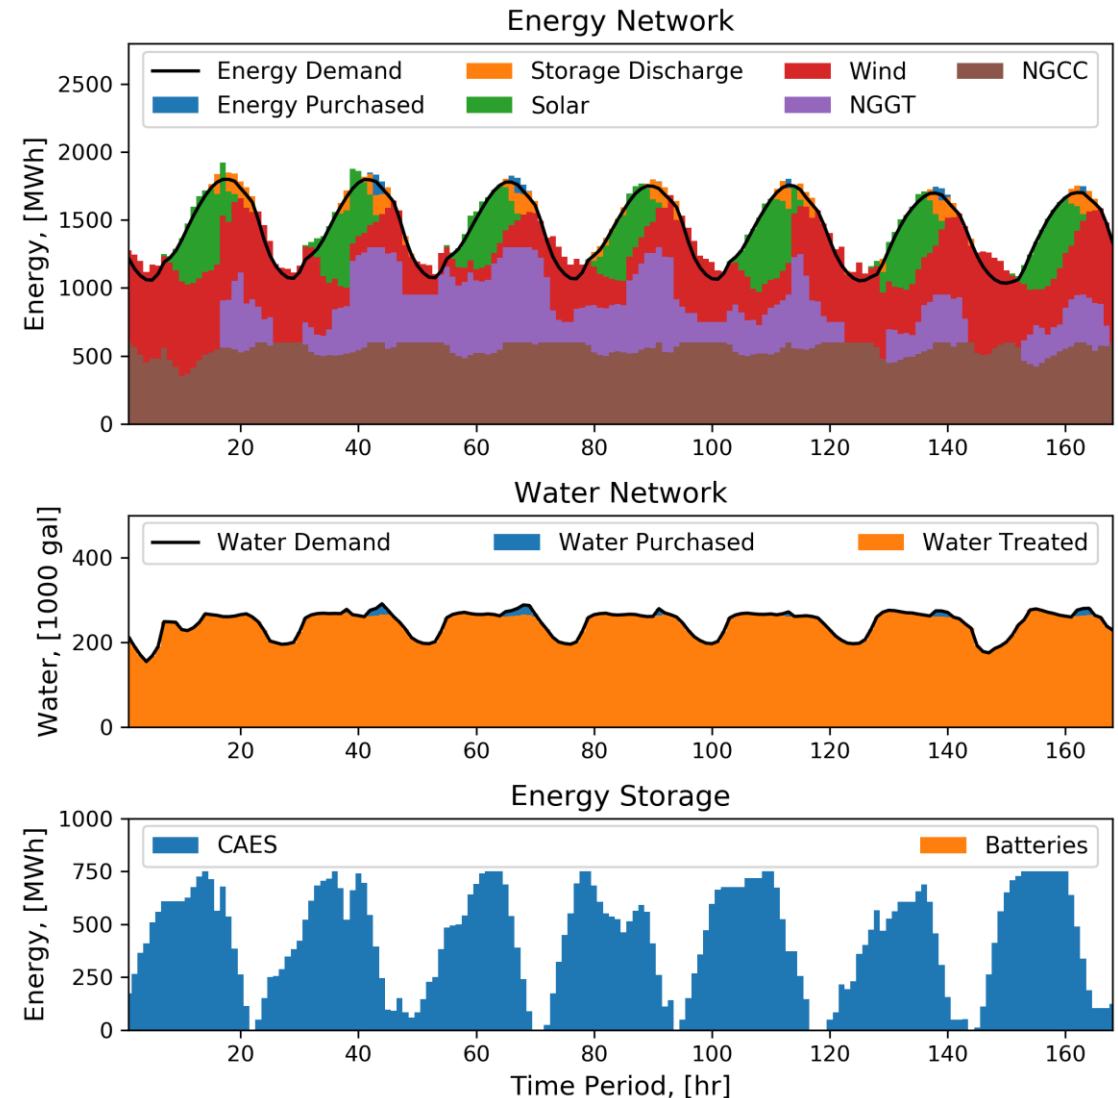 Energy Network
Energy Demand Storage Discharge Wind NGCC
Energy Purchased Solar NGGT
Energy, [MWh]
2500
2000
1500
1000
500
0
20 40 60 80 100 120 140 160
Water Network
Water Demand Water Purchased Water Treated
Water, [1000 gal]
400
200
0
20 40 60 80 100 120 140 160
Energy Storage
CAES Batteries
Energy, [MWh]
1000
750
500
250
0
20 40 60 80 100 120 140 160
Time Period, [hr]